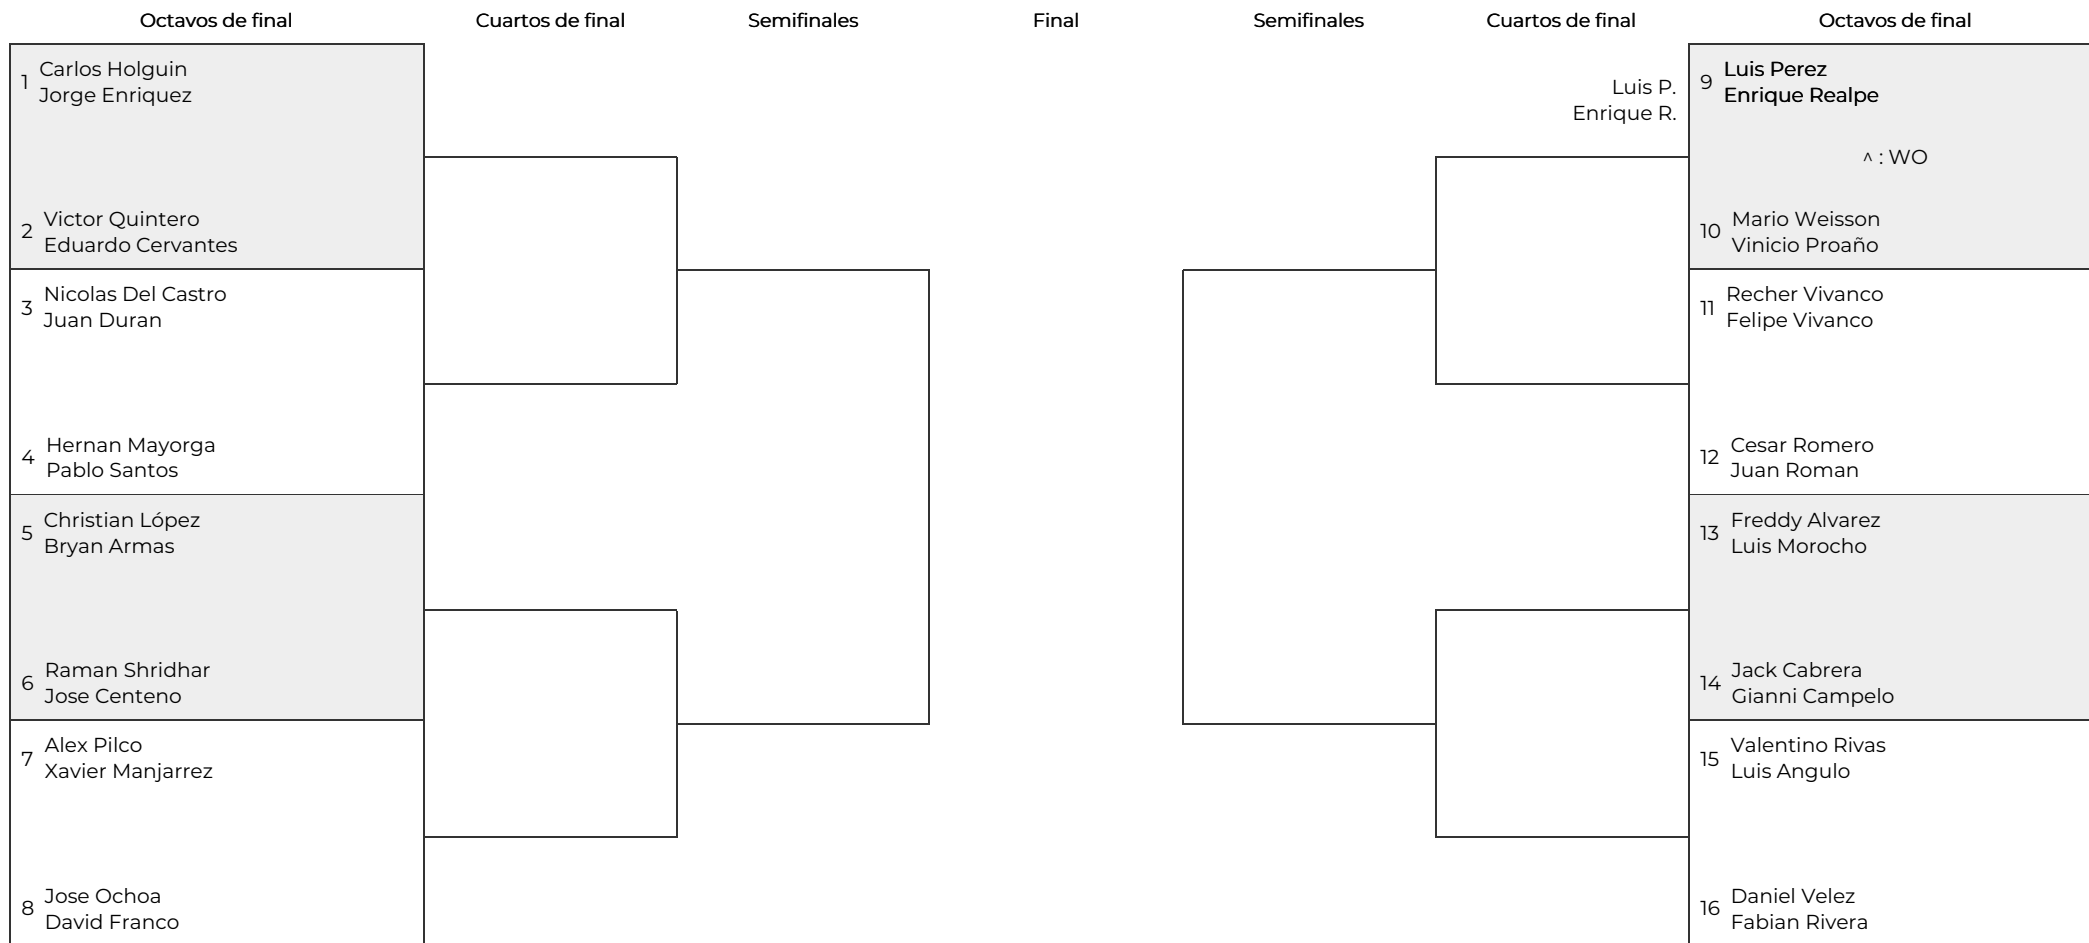 Octavos de final
Cuartos de final
Semifinales
Final
Semifinales
Cuartos de final
Octavos de final
1
Carlos Holguin
Jorge Enriquez
2
Victor Quintero
Eduardo Cervantes
3
Nicolas Del Castro
Juan Duran
4
Hernan Mayorga
Pablo Santos
5
Christian López
Bryan Armas
6
Raman Shridhar
Jose Centeno
7
Alex Pilco
Xavier Manjarrez
8
Jose Ochoa
David Franco
Luis P.
Enrique R.
9
Luis Perez
Enrique Realpe
^ : WO
10
Mario Weisson
Vinicio Proaño
11
Recher Vivanco
Felipe Vivanco
12
Cesar Romero
Juan Roman
13
Freddy Alvarez
Luis Morocho
14
Jack Cabrera
Gianni Campelo
15
Valentino Rivas
Luis Angulo
16
Daniel Velez
Fabian Rivera